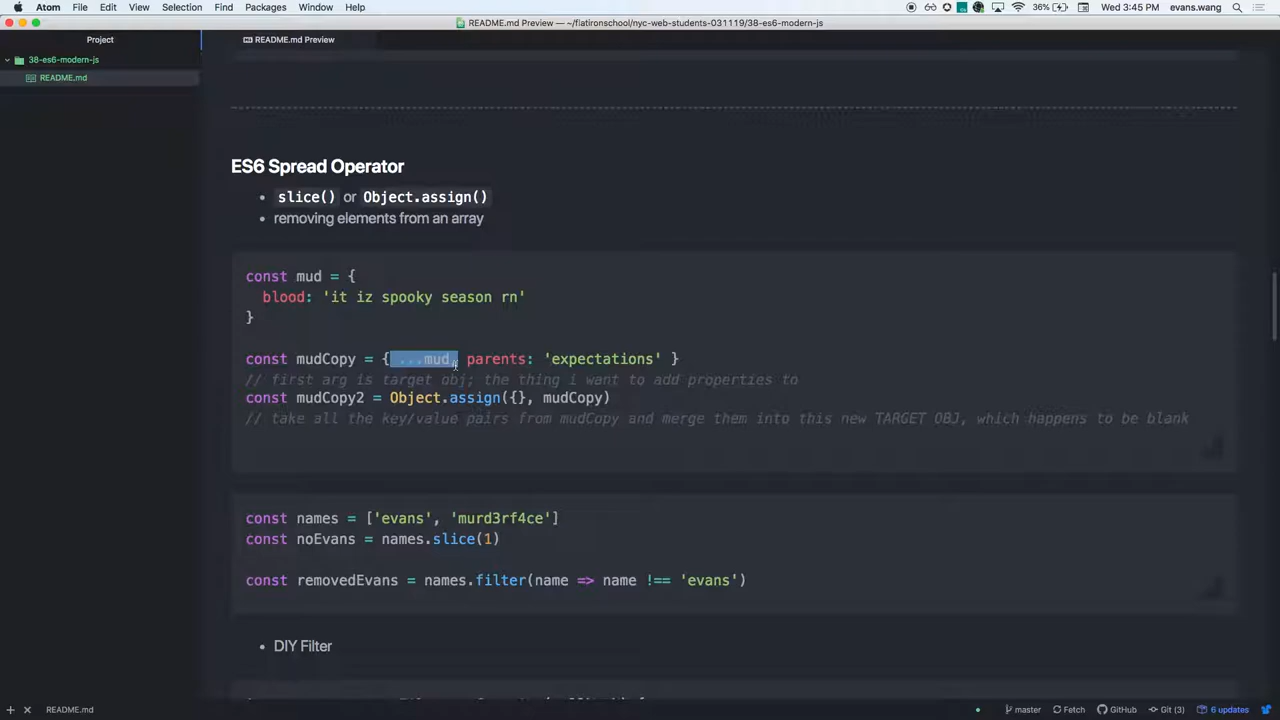 Atom File Edit View Selection Find Packages Window Help 36% Wed 3:45 PM evans.wang
README.md Preview — ~/flatironschool/nyc-web-students-031119/38-es6-modern-js
Project
README.md Preview
38-es6-modern-js
README.md
ES6 Spread Operator
slice() or Object.assign()
removing elements from an array
const mud = {
blood: 'it iz spooky season rn'
}
const mudCopy = { ...mud, parents: 'expectations' }
// first arg is target obj; the thing i want to add properties to
const mudCopy2 = Object.assign({}, mudCopy)
// take all the key/value pairs from mudCopy and merge them into this new TARGET OBJ, which happens to be blank
const names = ['evans', 'murd3rf4ce']
const noEvans = names.slice(1)
const removedEvans = names.filter(name => name !== 'evans')
DIY Filter
README.md master Fetch GitHub Git (3) 6 updates